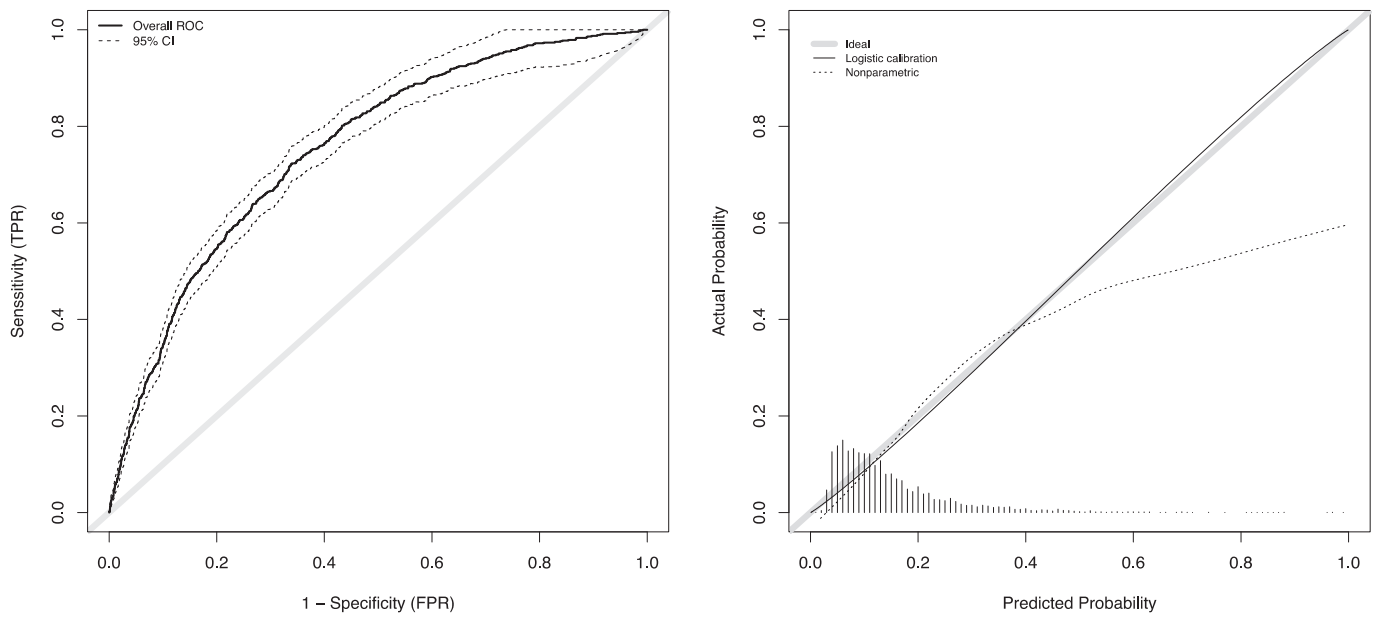 Overall ROC
95% CI
1.0
0.8
0.6
0.4
0.2
0.0
Senssitivity (TPR)
0.0 0.2 0.4 0.6 0.8 1.0
1 – Specificity (FPR)
Ideal
Logistic calibration
Nonparametric
1.0
0.8
0.6
0.4
0.2
0.0
Actual Probability
0.0 0.2 0.4 0.6 0.8 1.0
Predicted Probability